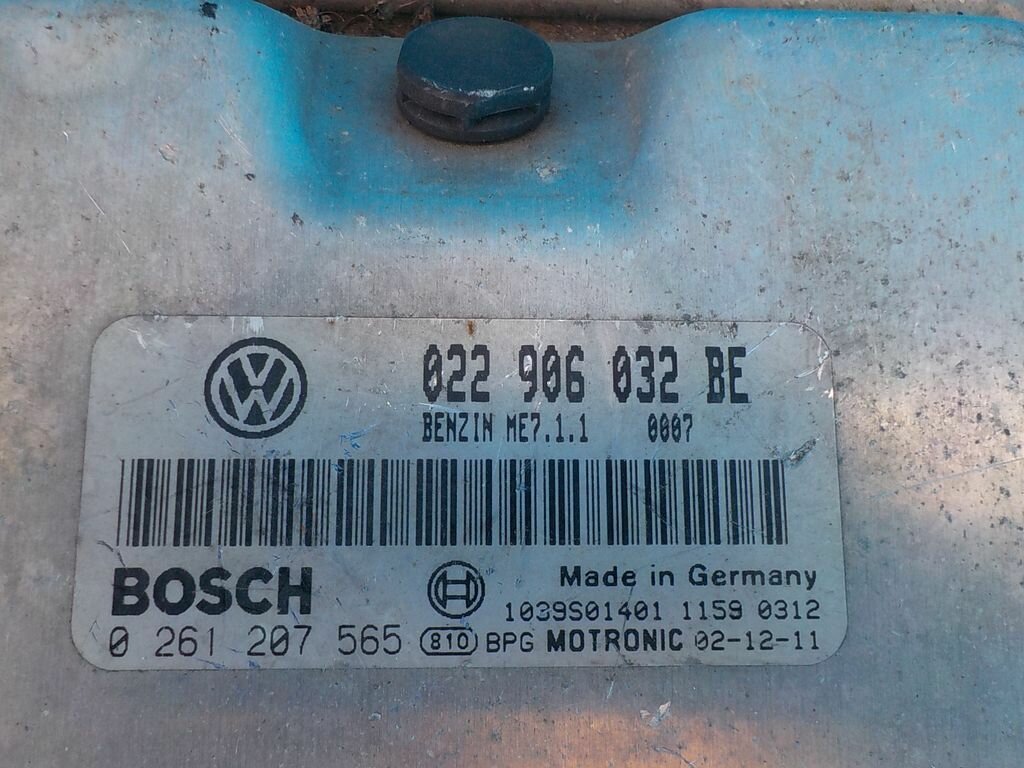 022 906 032 BE
BENZIN ME7.1.1 0007
BOSCH
Made in Germany
1039S01401 1159 0312
0 261 207 565 810 BPG MOTRONIC 02-12-11